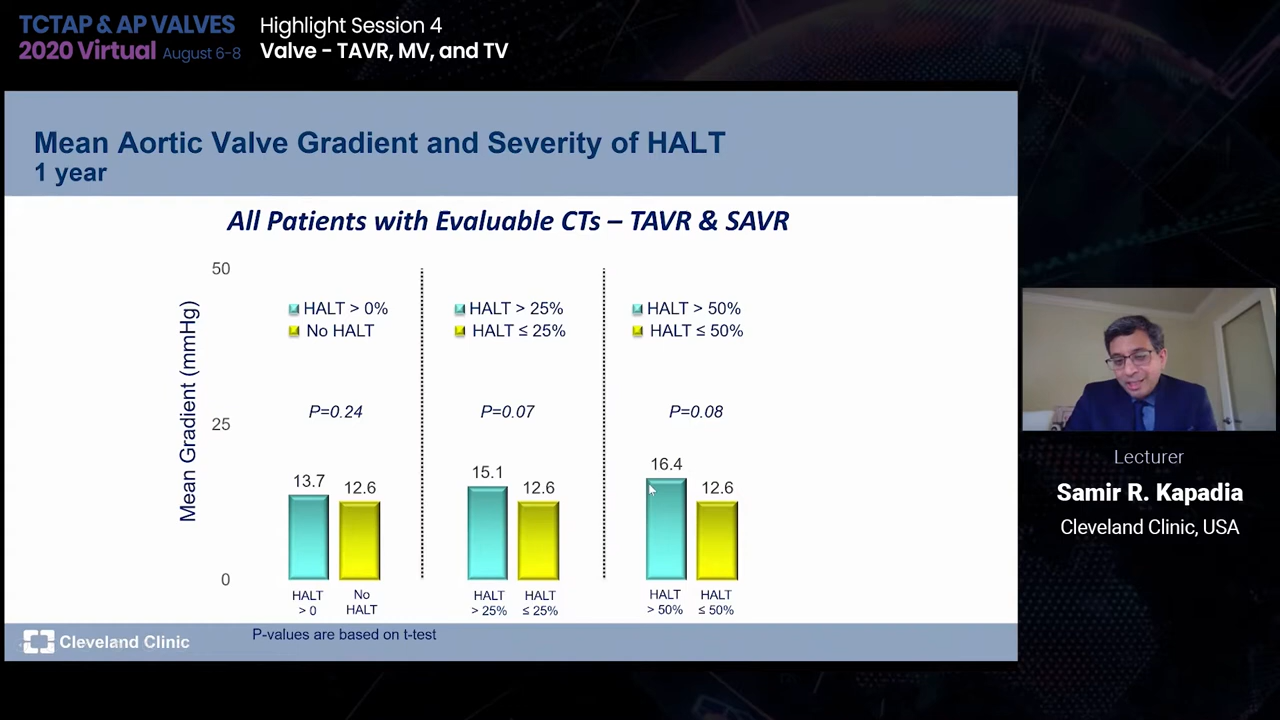 TCTAP & AP VALVES
2020 Virtual August 6-8
Highlight Session 4
Valve - TAVR, MV, and TV
Mean Aortic Valve Gradient and Severity of HALT
1 year
All Patients with Evaluable CTs – TAVR & SAVR
Mean Gradient (mmHg)
50
25
0
HALT > 0%
No HALT
P=0.24
13.7
12.6
HALT
> 0
No
HALT
HALT > 25%
HALT ≤ 25%
P=0.07
15.1
12.6
HALT
> 25%
HALT
≤ 25%
HALT > 50%
HALT ≤ 50%
P=0.08
16.4
12.6
HALT
> 50%
HALT
≤ 50%
Cleveland Clinic
P-values are based on t-test
Lecturer
Samir R. Kapadia
Cleveland Clinic, USA